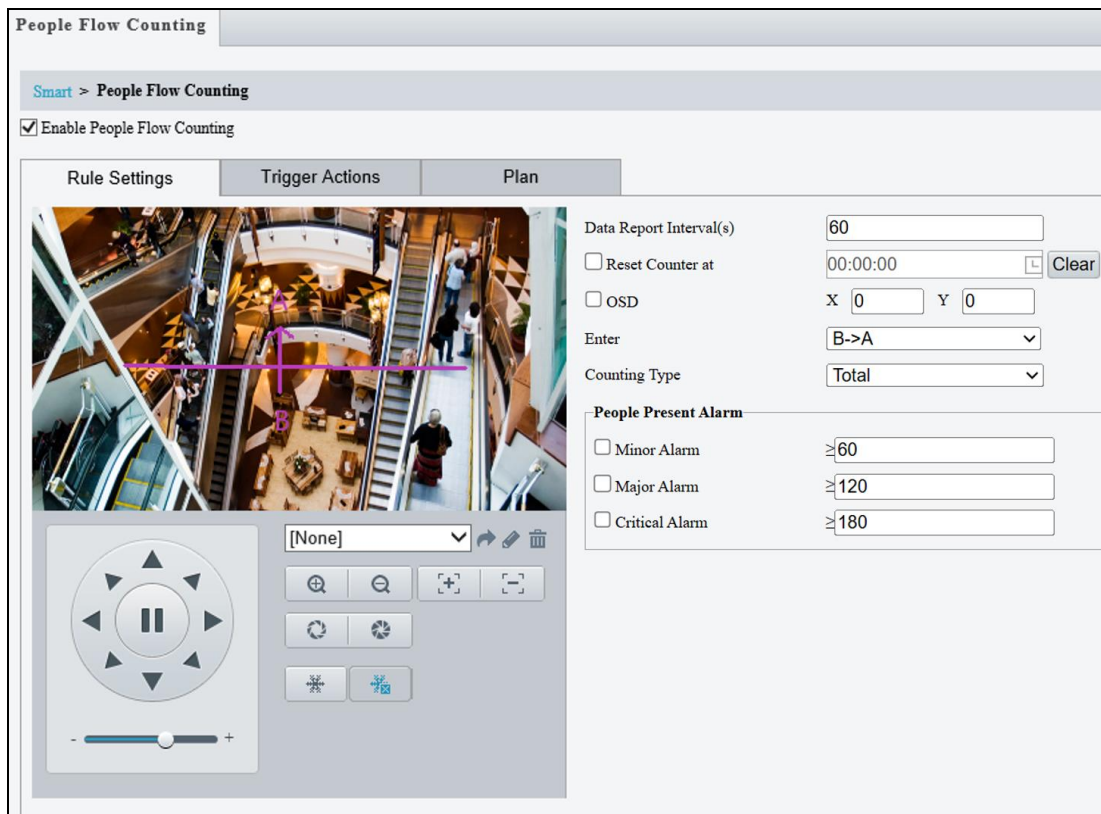 People Flow Counting
Smart > People Flow Counting
Enable People Flow Counting
Rule Settings Trigger Actions Plan
A
B
Data Report Interval(s) 60
Reset Counter at 00:00:00 Clear
OSD X 0 Y 0
Enter B->A
Counting Type Total
People Present Alarm
Minor Alarm ≥60
Major Alarm ≥120
Critical Alarm ≥180
[None]
- +